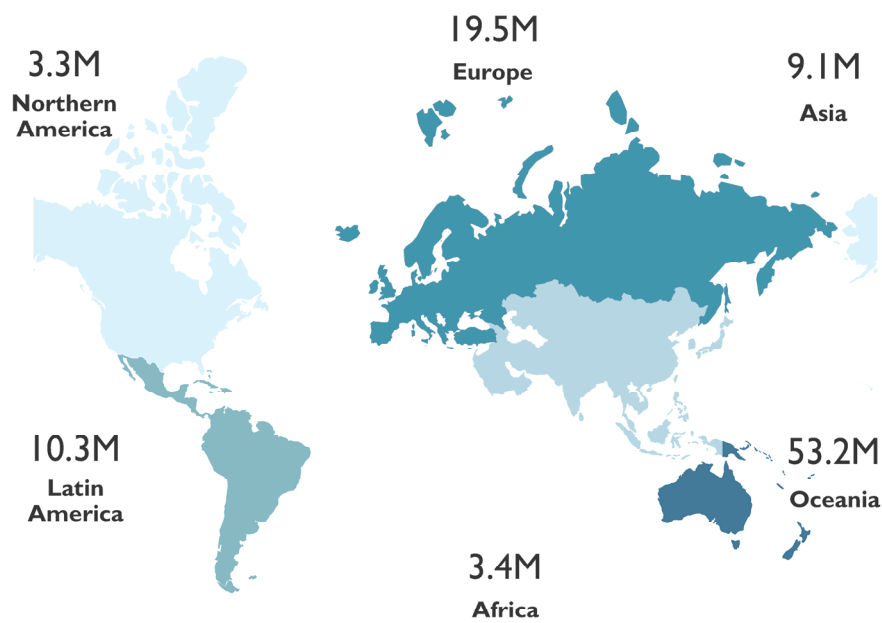 19.5M
Europe
3.3M
Northern
America
9.1M
Asia
10.3M
Latin
America
53.2M
Oceania
3.4M
Africa